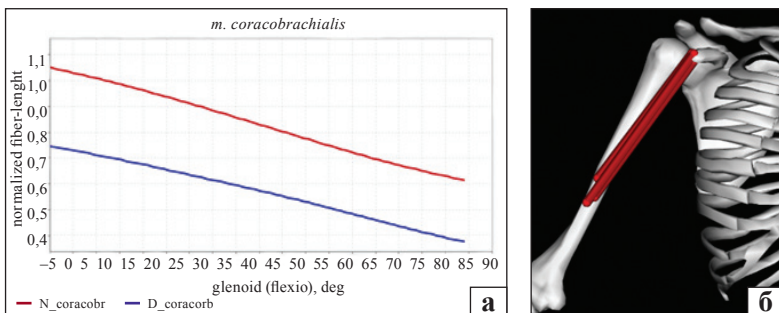 m. coracobrachialis
normalized fiber-lenght
1,1
1,0
0,0
0,8
0,7
0,6
0,5
0,4
–5 0 5 10 15 20 25 30 35 40 45 50 55 60 65 70 75 80 85 90
glenoid (flexio), deg
N_coracobr D_coracorb
а
б